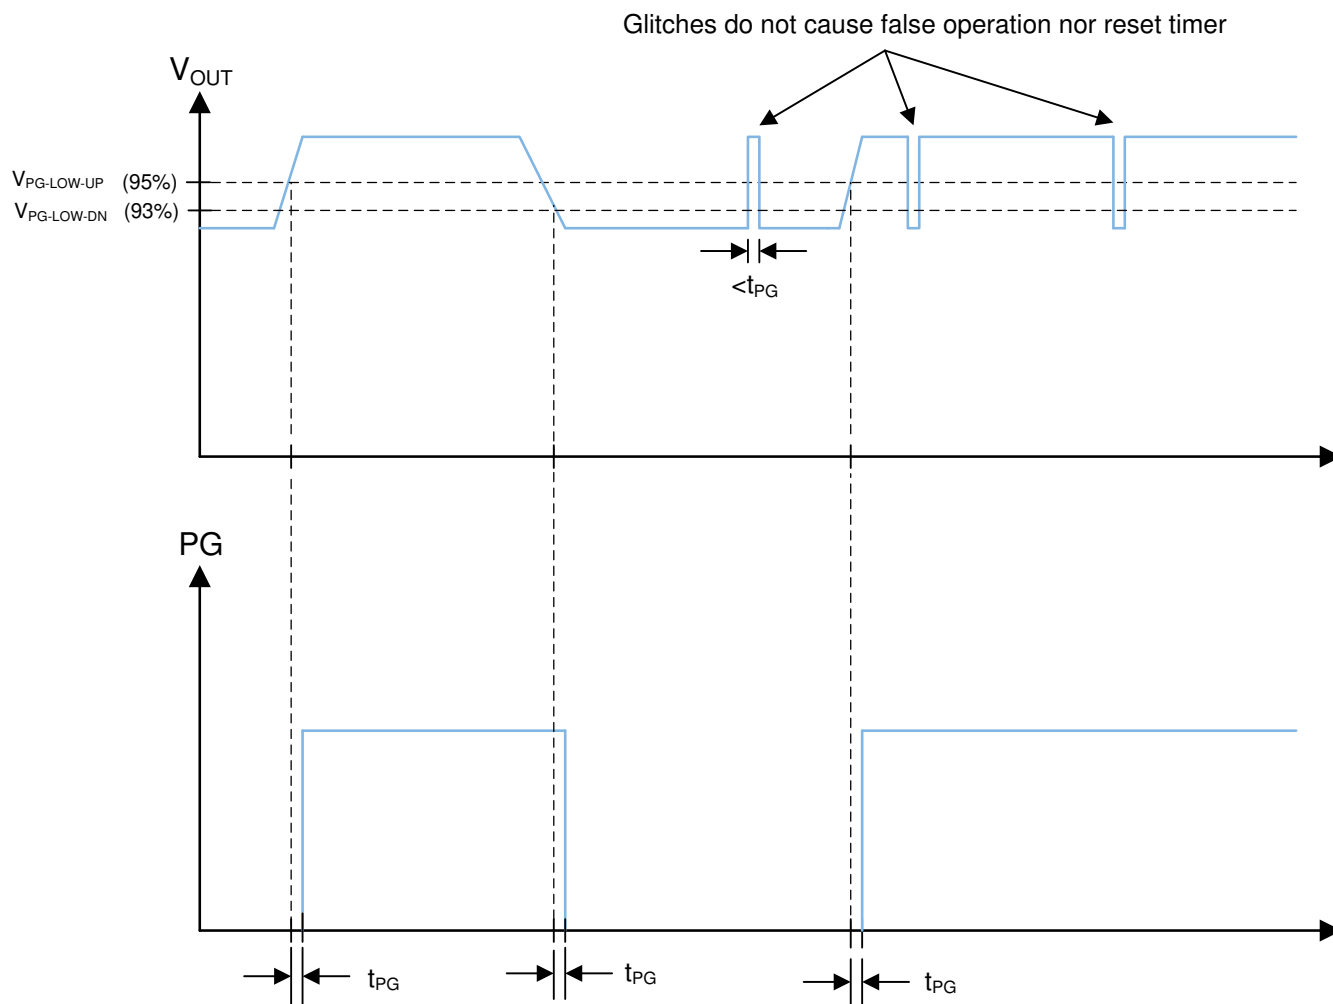 Glitches do not cause false operation nor reset timer
VOUT
VPG-LOW-UP (95%)
VPG-LOW-DN (93%)
<tPG
PG
tPG
tPG
tPG